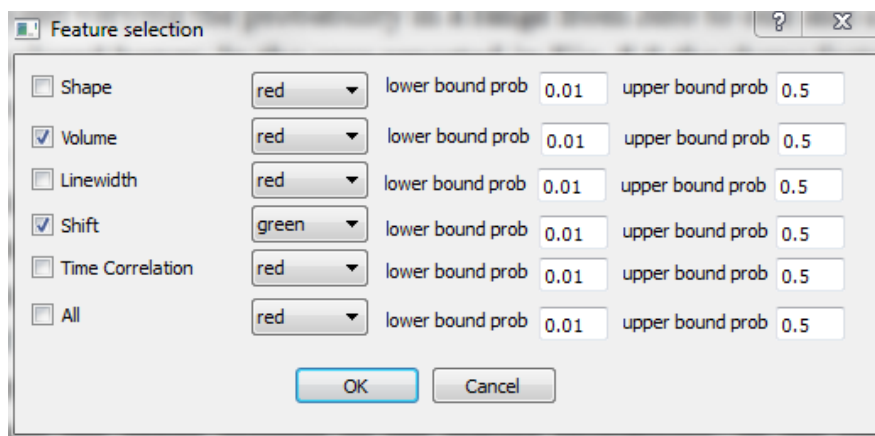 Feature selection
Shape red lower bound prob 0.01 upper bound prob 0.5
Volume red lower bound prob 0.01 upper bound prob 0.5
Linewidth red lower bound prob 0.01 upper bound prob 0.5
Shift green lower bound prob 0.01 upper bound prob 0.5
Time Correlation red lower bound prob 0.01 upper bound prob 0.5
All red lower bound prob 0.01 upper bound prob 0.5
OK Cancel